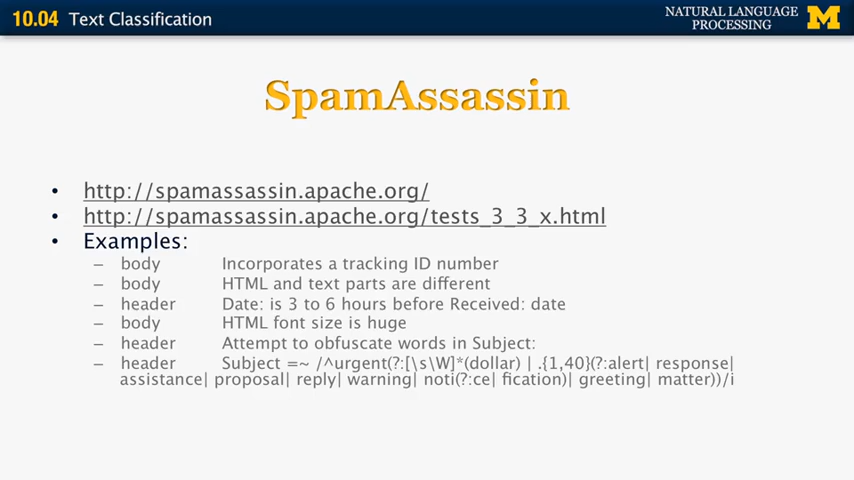 10.04 Text Classification
NATURAL LANGUAGE
PROCESSING
M
SpamAssassin
• http://spamassassin.apache.org/
• http://spamassassin.apache.org/tests_3_3_x.html
• Examples:
– body Incorporates a tracking ID number
– body HTML and text parts are different
– header Date: is 3 to 6 hours before Received: date
– body HTML font size is huge
– header Attempt to obfuscate words in Subject:
– header Subject =~ /^urgent(?:[\s\W]*(dollar) | .{1,40}(?:alert| response|
assistance| proposal| reply| warning| noti(?:ce| fication)| greeting| matter))/i